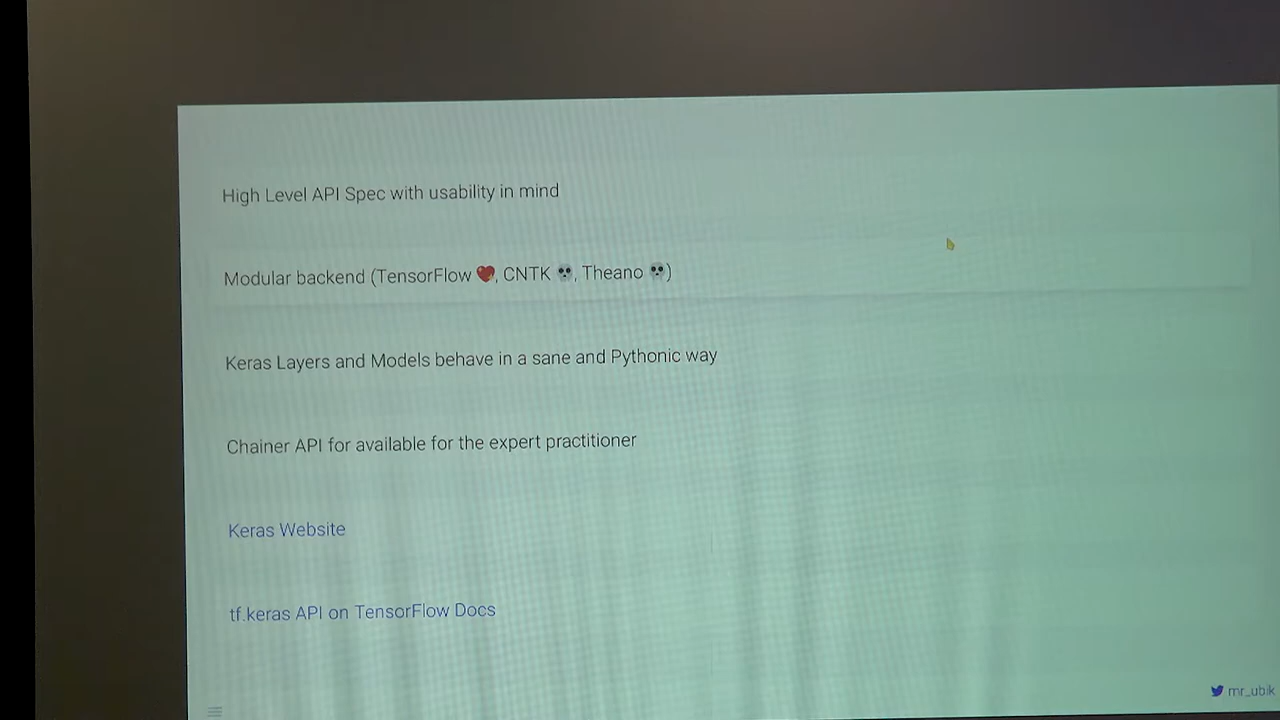 High Level API Spec with usability in mind
Modular backend (TensorFlow ❤️, CNTK 💀, Theano 💀)
Keras Layers and Models behave in a sane and Pythonic way
Chainer API for available for the expert practitioner
Keras Website
tf.keras API on TensorFlow Docs
mr_ubik